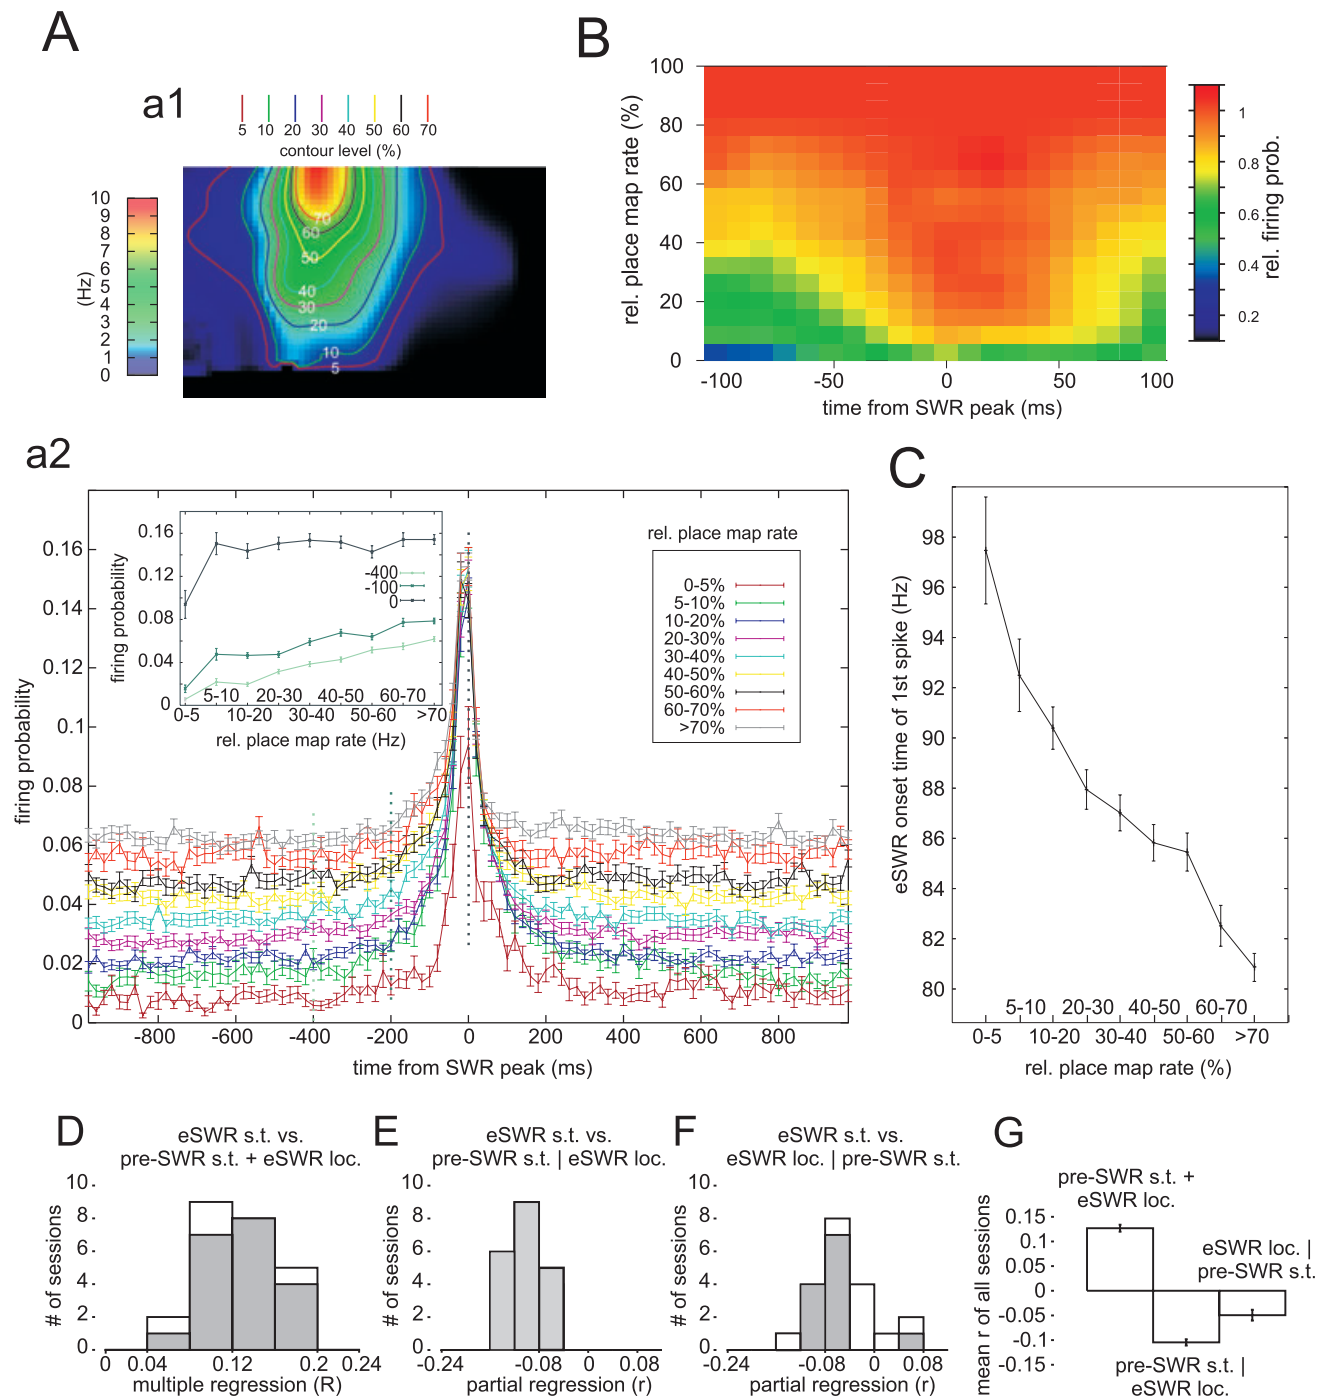 A
a1
5 10 20 30 40 50 60 70
contour level (%)
10
9
8
7
6
5
4
3
2
1
0
(Hz)
70
60
50
40
30
20
10
5
B
100
80
60
40
20
0
rel. place map rate (%)
-100 -50 0 50 100
time from SWR peak (ms)
1
0.8
0.6
0.4
0.2
rel. firing prob.
a2
0.16
0.14
0.12
0.1
0.08
0.06
0.04
0.02
0
firing probability
-800 -600 -400 -200 0 200 400 600 800
time from SWR peak (ms)
0.16
0.12
0.08
0.04
0
firing probability
-400
-100
0
5-10 20-30 40-50 60-70
0-5 10-20 30-40 50-60 >70
rel. place map rate (Hz)
rel. place map rate
0-5%
5-10%
10-20%
20-30%
30-40%
40-50%
50-60%
60-70%
>70%
C
98
96
94
92
90
88
86
84
82
80
eSWR onset time of 1st spike (Hz)
5-10 20-30 40-50 60-70
0-5 10-20 30-40 50-60 >70
rel. place map rate (%)
D
eSWR s.t. vs.
pre-SWR s.t. + eSWR loc.
10
8
6
4
2
0
# of sessions
0 0.04 0.12 0.2 0.24
multiple regression (R)
E
eSWR s.t. vs.
pre-SWR s.t. | eSWR loc.
10
8
6
4
2
0
# of sessions
-0.24 -0.08 0 0.08
partial regression (r)
F
eSWR s.t. vs.
eSWR loc. | pre-SWR s.t.
10
8
6
4
2
0
# of sessions
-0.24 -0.08 0 0.08
partial regression (r)
G
pre-SWR s.t. +
eSWR loc.
0.15
0.1
0.05
0
-0.05
-0.1
-0.15
mean r of all sessions
eSWR loc. |
pre-SWR s.t.
pre-SWR s.t. |
eSWR loc.